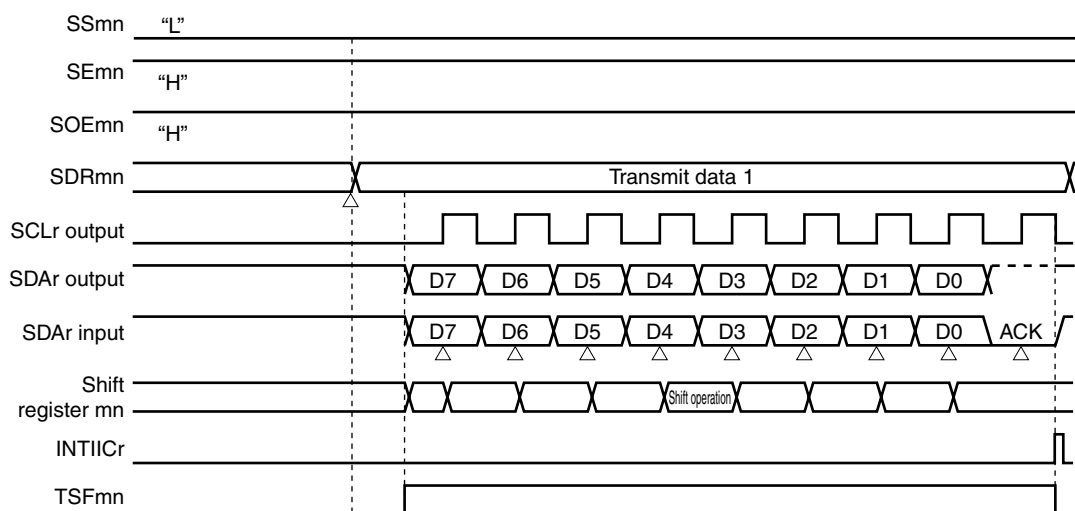 SSmn “L”
SEmn “H”
SOEmn “H”
SDRmn Transmit data 1
SCLr output
SDAr output D7 D6 D5 D4 D3 D2 D1 D0
SDAr input D7 D6 D5 D4 D3 D2 D1 D0 ACK
Shift
register mn Shift operation
INTIICr
TSFmn